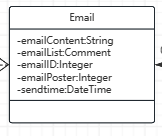 Email
-emailContent:String
-emailList:Comment
-emailID:Integer
-emailPoster:Integer
-sendtime:DateTime